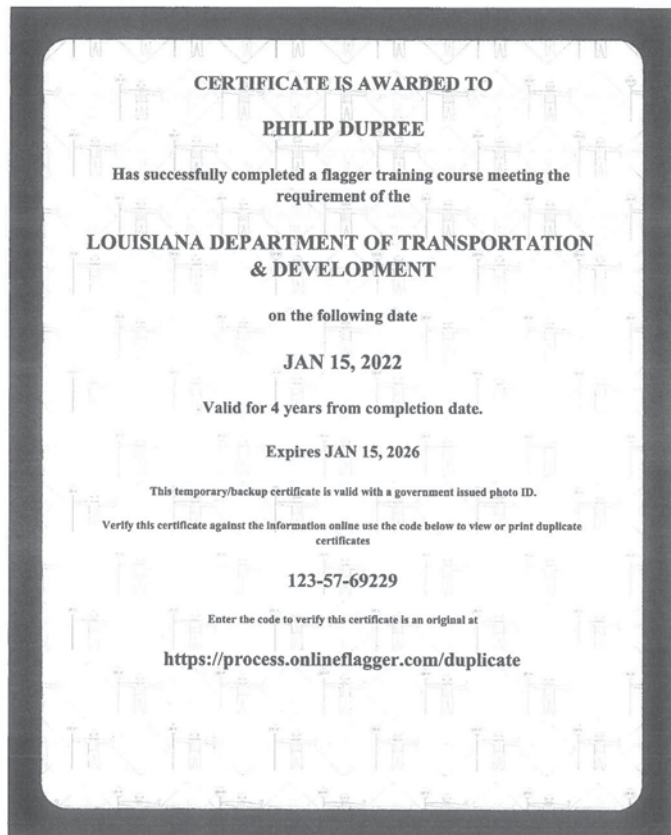 CERTIFICATE IS AWARDED TO
PHILIP DUPREE
Has successfully completed a flagger training course meeting the
requirement of the
LOUISIANA DEPARTMENT OF TRANSPORTATION
& DEVELOPMENT
on the following date
JAN 15, 2022
Valid for 4 years from completion date.
Expires JAN 15, 2026
This temporary/backup certificate is valid with a government issued photo ID.
Verify this certificate against the information online use the code below to view or print duplicate
certificates
123-57-69229
Enter the code to verify this certificate is an original at
https://process.onlineflagger.com/duplicate